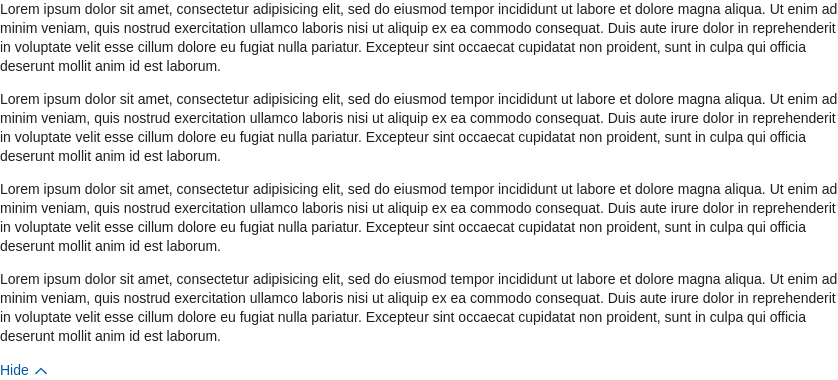 Lorem ipsum dolor sit amet, consectetur adipisicing elit, sed do eiusmod tempor incididunt ut labore et dolore magna aliqua. Ut enim ad
minim veniam, quis nostrud exercitation ullamco laboris nisi ut aliquip ex ea commodo consequat. Duis aute irure dolor in reprehenderit
in voluptate velit esse cillum dolore eu fugiat nulla pariatur. Excepteur sint occaecat cupidatat non proident, sunt in culpa qui officia
deserunt mollit anim id est laborum.
Lorem ipsum dolor sit amet, consectetur adipisicing elit, sed do eiusmod tempor incididunt ut labore et dolore magna aliqua. Ut enim ad
minim veniam, quis nostrud exercitation ullamco laboris nisi ut aliquip ex ea commodo consequat. Duis aute irure dolor in reprehenderit
in voluptate velit esse cillum dolore eu fugiat nulla pariatur. Excepteur sint occaecat cupidatat non proident, sunt in culpa qui officia
deserunt mollit anim id est laborum.
Lorem ipsum dolor sit amet, consectetur adipisicing elit, sed do eiusmod tempor incididunt ut labore et dolore magna aliqua. Ut enim ad
minim veniam, quis nostrud exercitation ullamco laboris nisi ut aliquip ex ea commodo consequat. Duis aute irure dolor in reprehenderit
in voluptate velit esse cillum dolore eu fugiat nulla pariatur. Excepteur sint occaecat cupidatat non proident, sunt in culpa qui officia
deserunt mollit anim id est laborum.
Lorem ipsum dolor sit amet, consectetur adipisicing elit, sed do eiusmod tempor incididunt ut labore et dolore magna aliqua. Ut enim ad
minim veniam, quis nostrud exercitation ullamco laboris nisi ut aliquip ex ea commodo consequat. Duis aute irure dolor in reprehenderit
in voluptate velit esse cillum dolore eu fugiat nulla pariatur. Excepteur sint occaecat cupidatat non proident, sunt in culpa qui officia
deserunt mollit anim id est laborum.
Hide